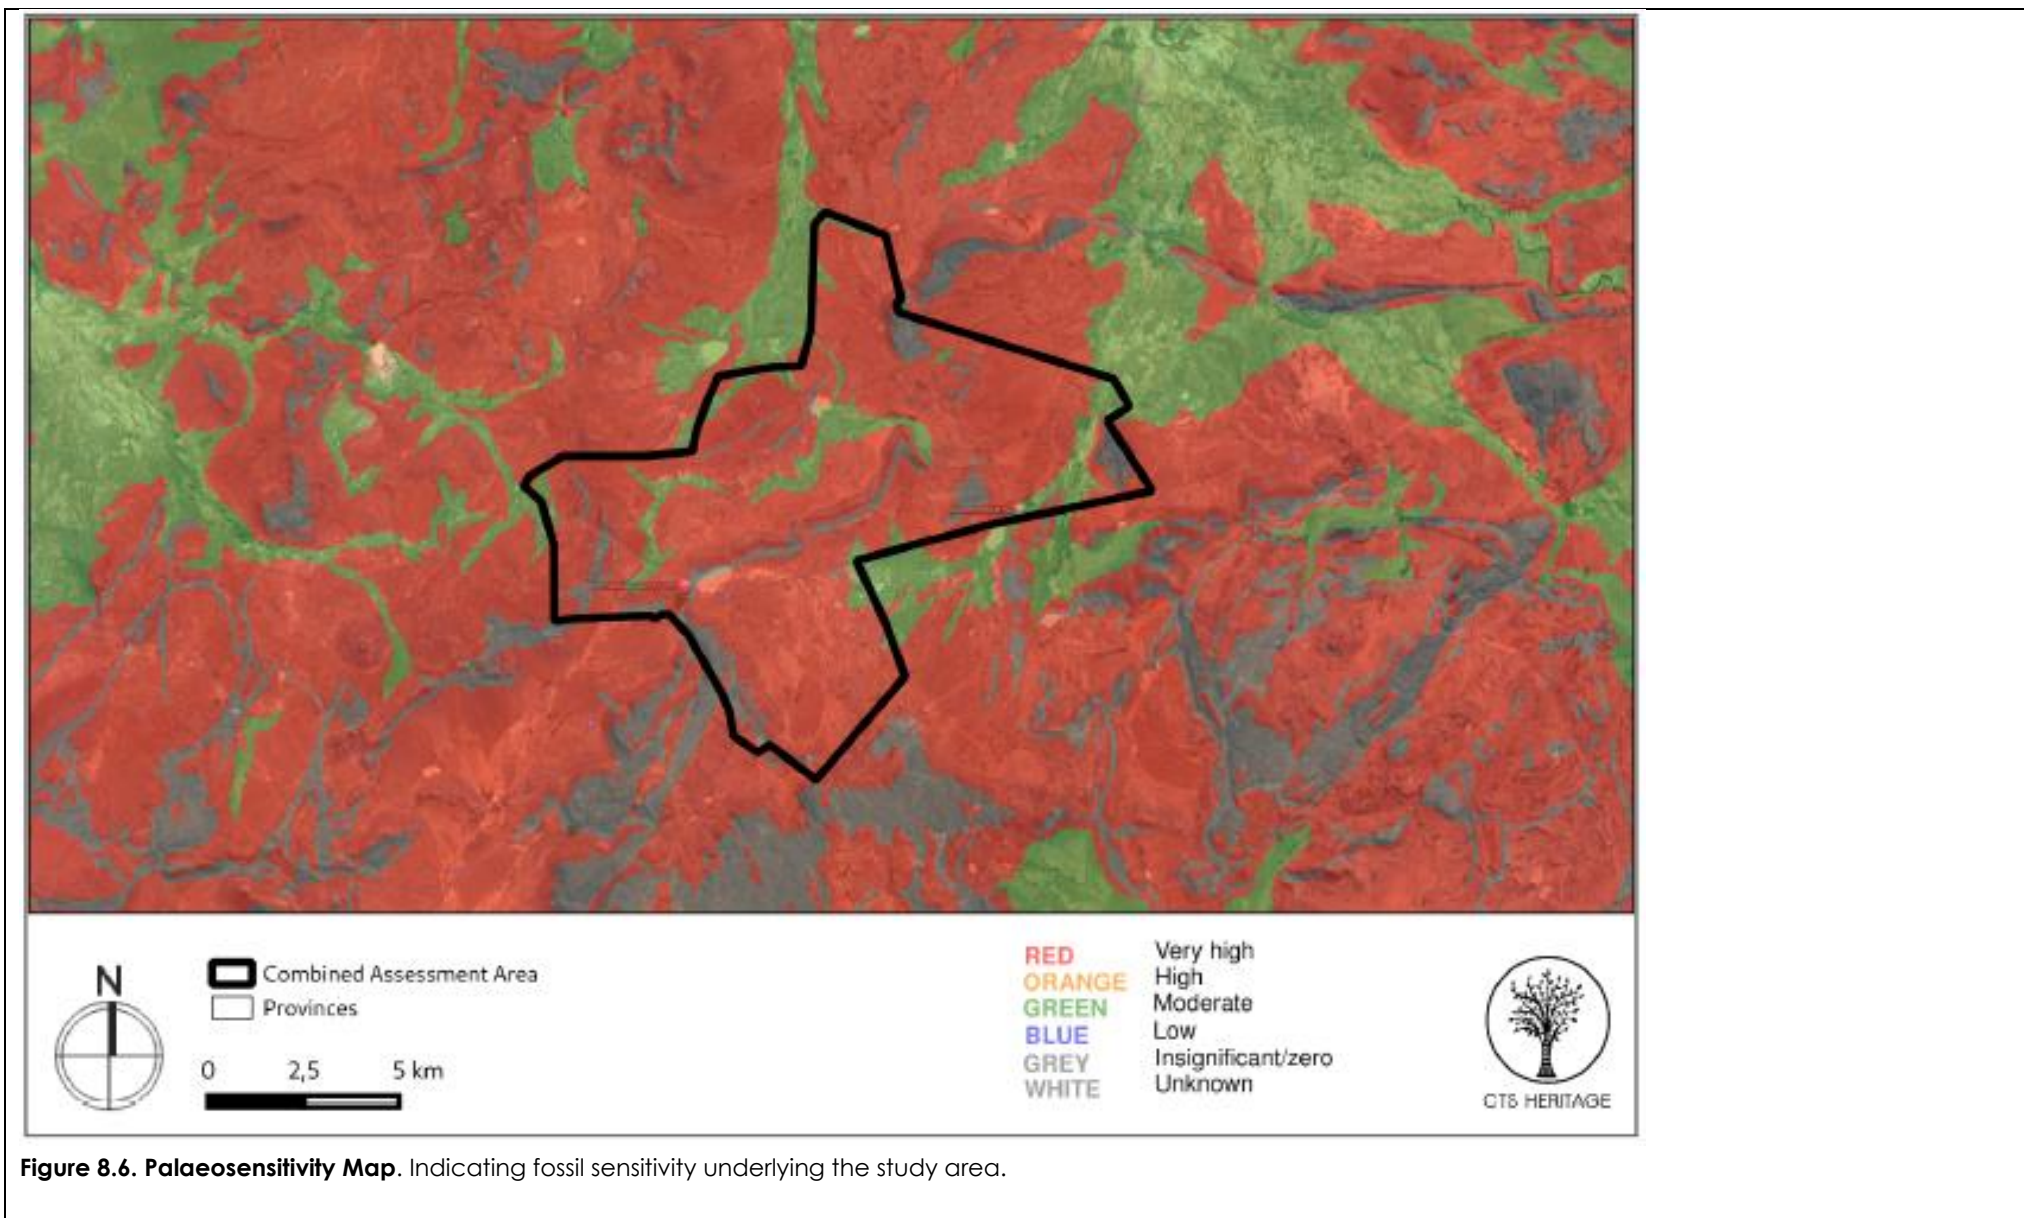 N
Combined Assessment Area
Provinces
0 2,5 5 km
RED Very high
ORANGE High
GREEN Moderate
BLUE Low
GREY Insignificant/zero
WHITE Unknown
CTS HERITAGE
Figure 8.6. Palaeosensitivity Map. Indicating fossil sensitivity underlying the study area.